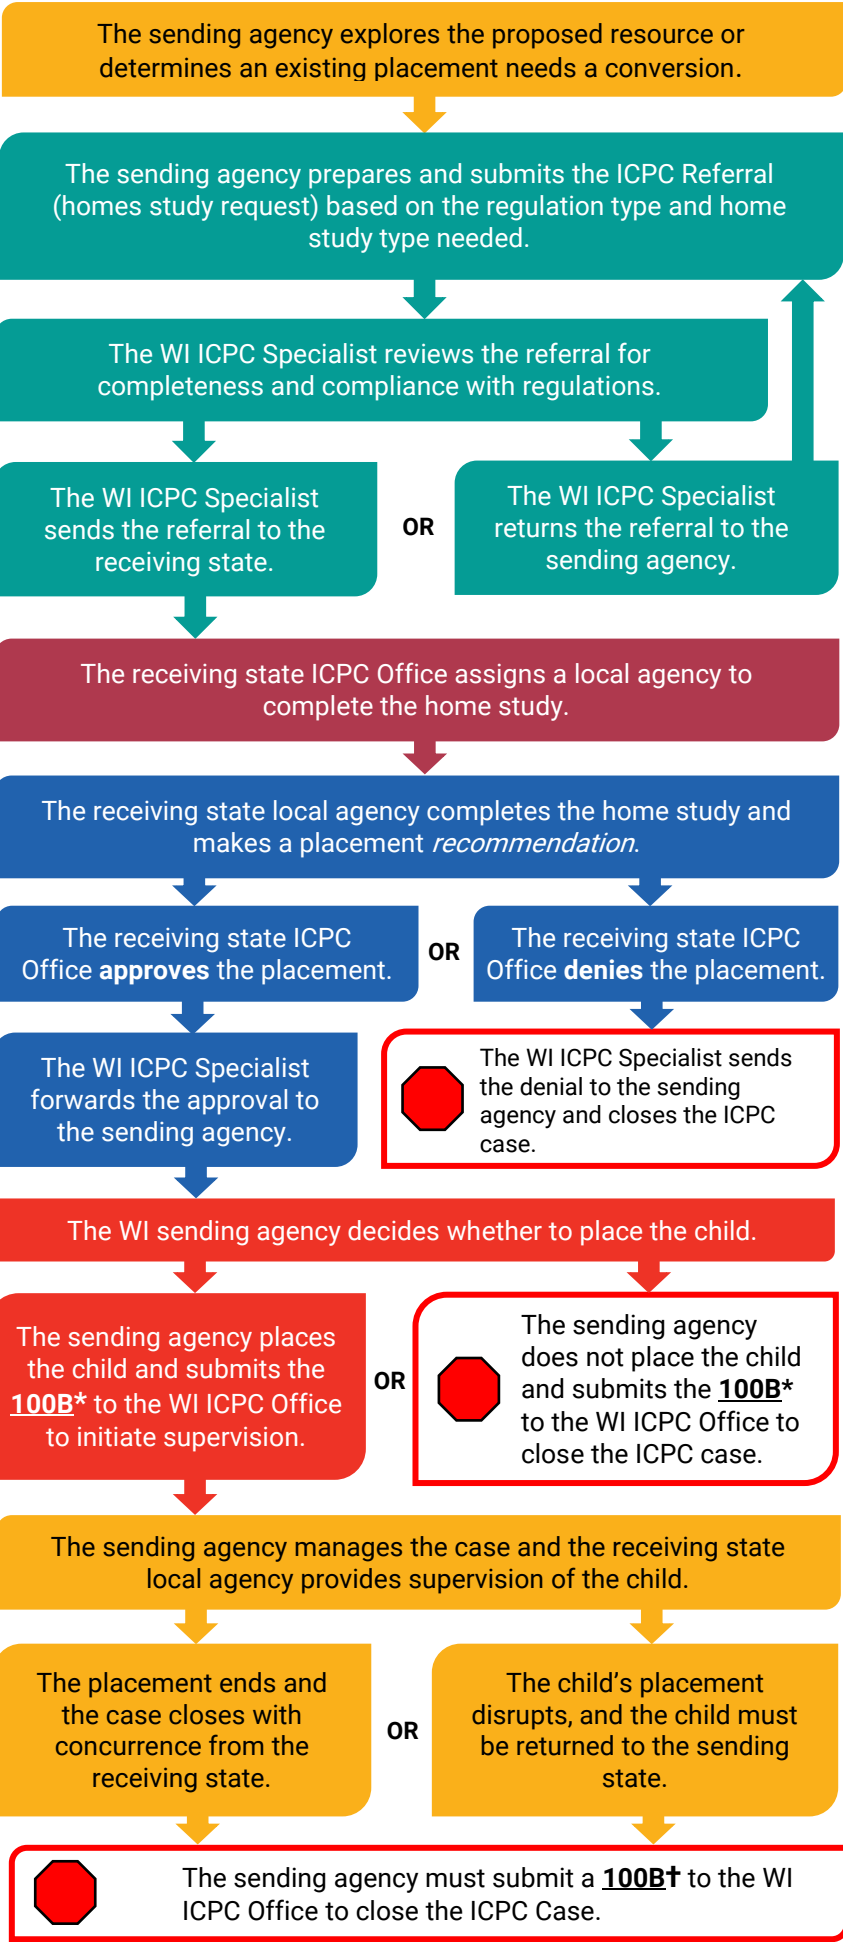 The sending agency explores the proposed resource or
determines an existing placement needs a conversion.
The sending agency prepares and submits the ICPC Referral
(homes study request) based on the regulation type and home
study type needed.
The WI ICPC Specialist reviews the referral for
completeness and compliance with regulations.
The WI ICPC Specialist
sends the referral to the
receiving state.
OR
The WI ICPC Specialist
returns the referral to the
sending agency.
The receiving state ICPC Office assigns a local agency to
complete the home study.
The receiving state local agency completes the home study and
makes a placement recommendation.
The receiving state ICPC
Office approves the placement.
OR
The receiving state ICPC
Office denies the placement.
The WI ICPC Specialist
forwards the approval to
the sending agency.
The WI ICPC Specialist sends
the denial to the sending
agency and closes the ICPC
case.
The WI sending agency decides whether to place the child.
The sending agency places
the child and submits the
100B* to the WI ICPC Office
to initiate supervision.
OR
The sending agency
does not place the child
and submits the 100B*
to the WI ICPC Office to
close the ICPC case.
The sending agency manages the case and the receiving state
local agency provides supervision of the child.
The placement ends and
the case closes with
concurrence from the
receiving state.
OR
The child’s placement
disrupts, and the child must
be returned to the sending
state.
The sending agency must submit a 100B† to the WI
ICPC Office to close the ICPC Case.